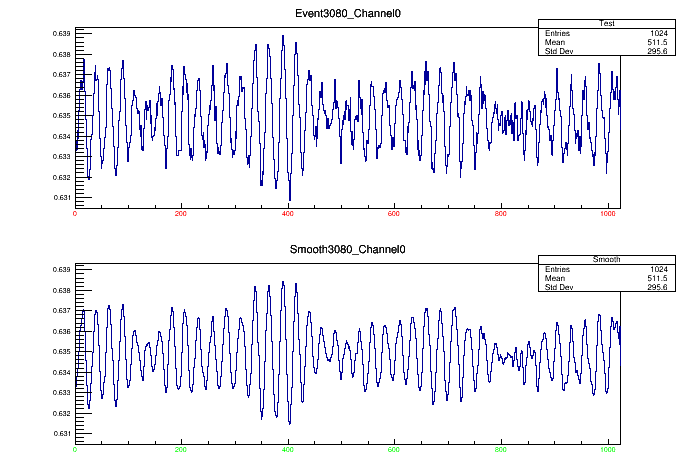 Event3080_Channel0
Test
Entries 1024
Mean 511.5
Std Dev 295.6
0.639
0.638
0.637
0.636
0.635
0.634
0.633
0.632
0.631
0 200 400 600 800 1000
Smooth3080_Channel0
Smooth
Entries 1024
Mean 511.5
Std Dev 295.6
0.639
0.638
0.637
0.636
0.635
0.634
0.633
0.632
0.631
0 200 400 600 800 1000